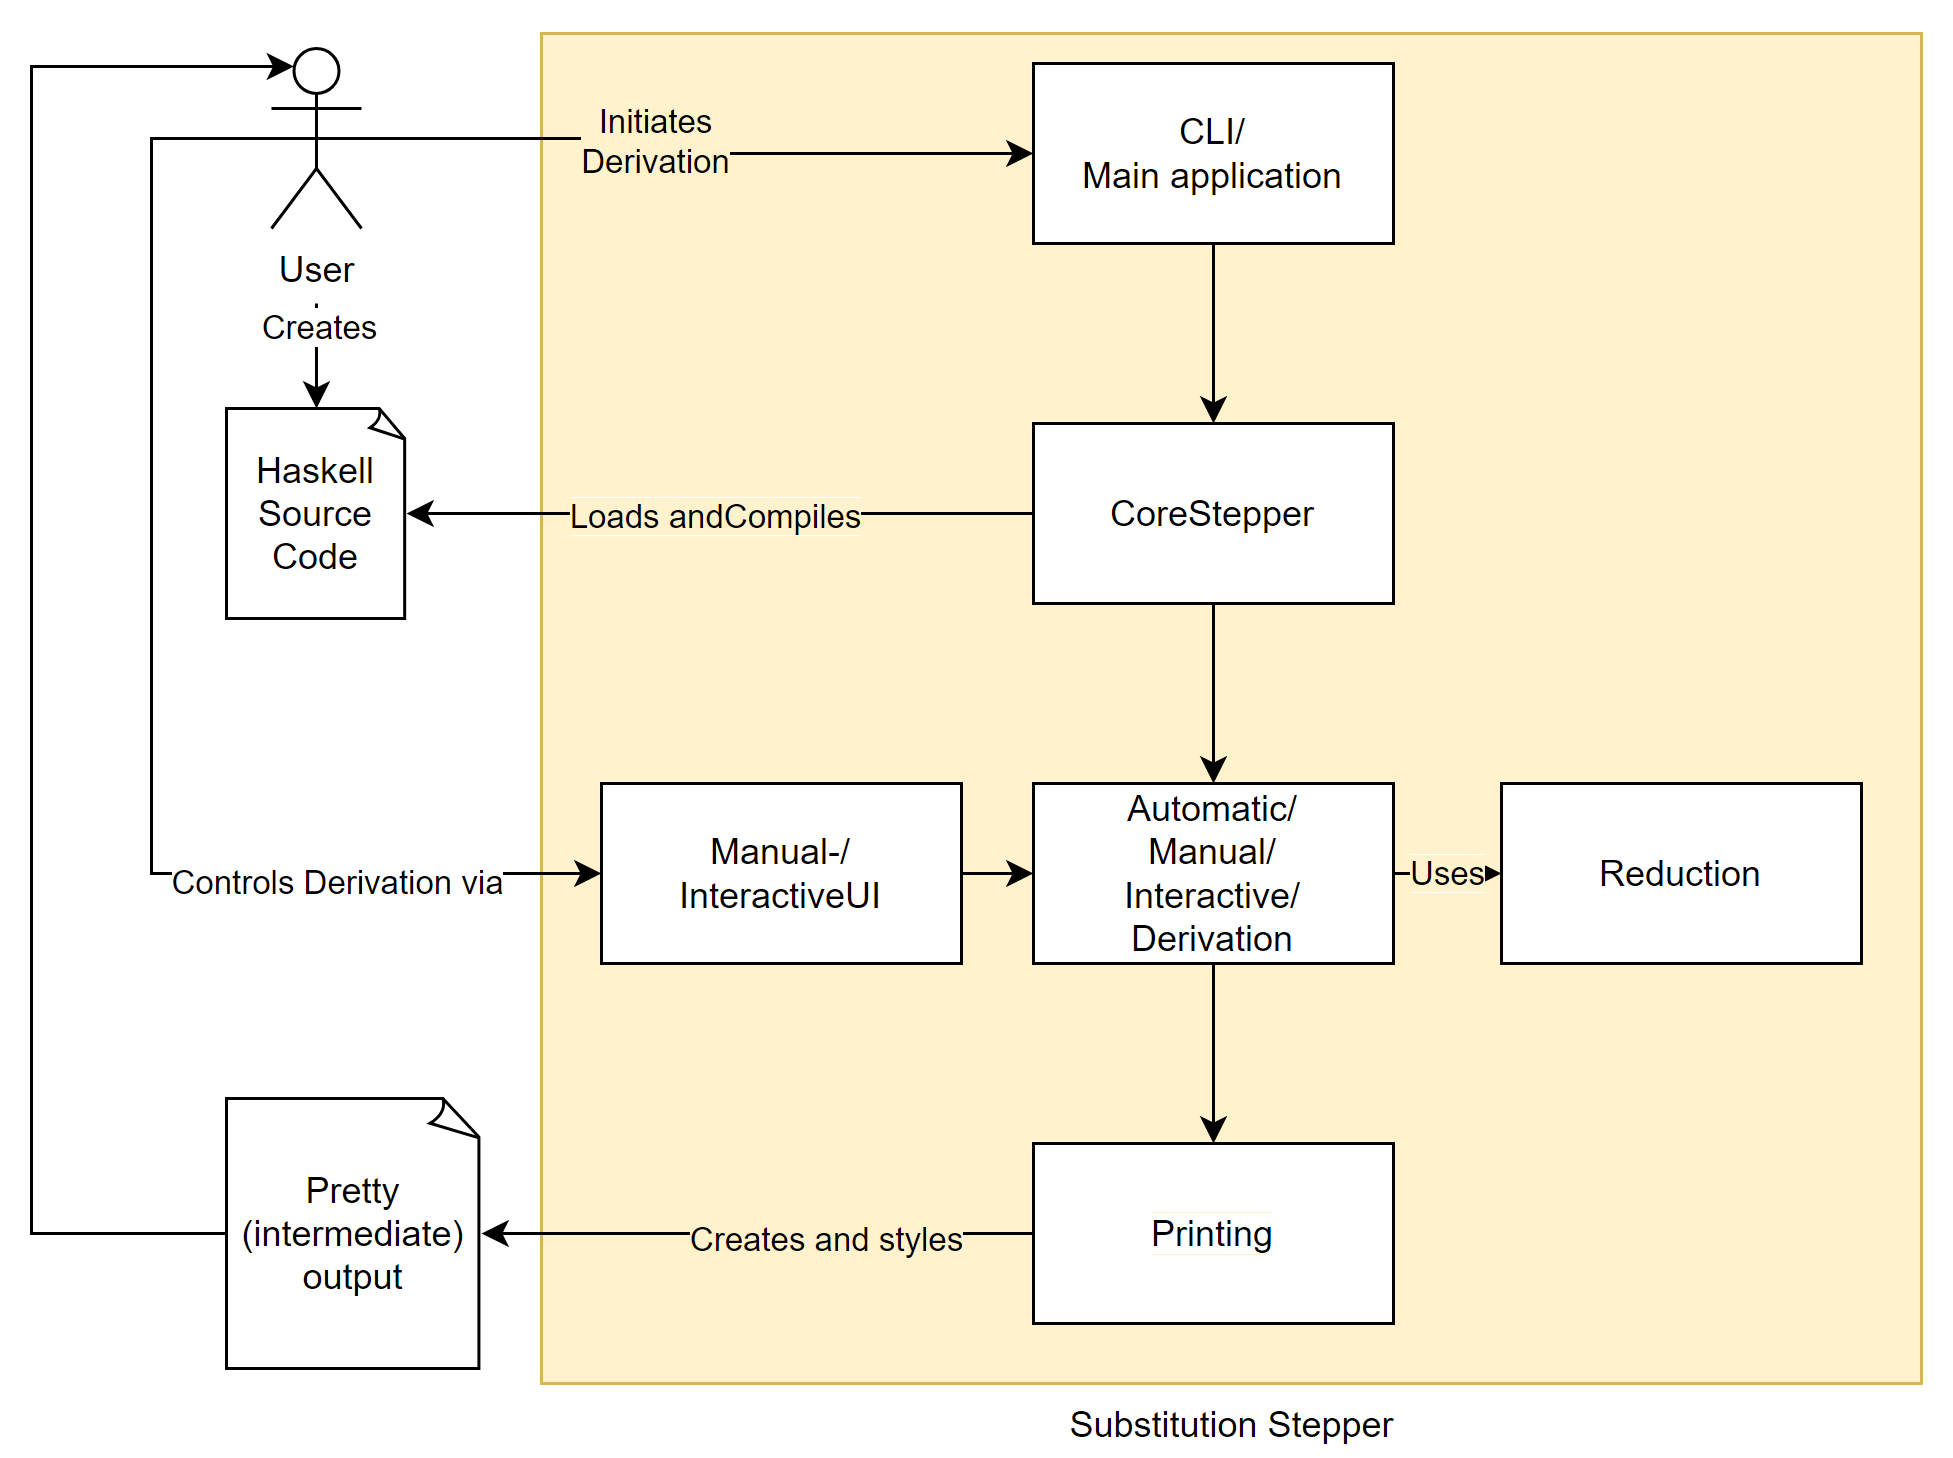 Initiates
Derivation
CLI/
Main application
User
Creates
Haskell
Source
Code
Loads andCompiles
CoreStepper
Controls Derivation via
Manual-/
InteractiveUI
Automatic/
Manual/
Interactive/
Derivation
Uses
Reduction
Pretty
(intermediate)
output
Creates and styles
Printing
Substitution Stepper